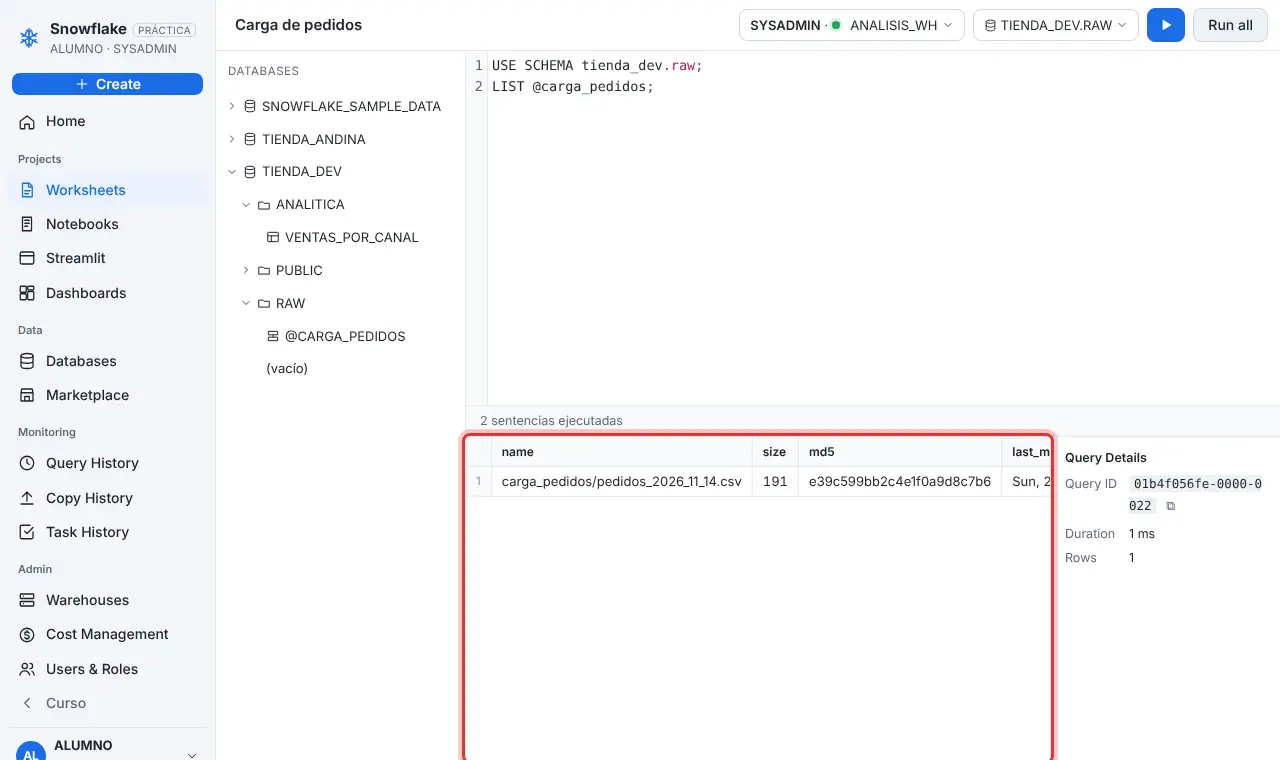 Snowflake PRÁCTICA
ALUMNO · SYSADMIN
+ Create
Home
Projects
Worksheets
Notebooks
Streamlit
Dashboards
Data
Databases
Marketplace
Monitoring
Query History
Copy History
Task History
Admin
Warehouses
Cost Management
Users & Roles
Curso
AL
ALUMNO
Carga de pedidos
SYSADMIN · ANALISIS_WH
TIENDA_DEV.RAW
Run all
DATABASES
SNOWFLAKE_SAMPLE_DATA
TIENDA_ANDINA
TIENDA_DEV
ANALITICA
VENTAS_POR_CANAL
PUBLIC
RAW
@CARGA_PEDIDOS
(vacío)
1 USE SCHEMA tienda_dev.raw;
2 LIST @carga_pedidos;
2 sentencias ejecutadas
name size md5 last_m
1 carga_pedidos/pedidos_2026_11_14.csv 191 e39c599bb2c4e1f0a9d8c7b6 Sun, 2
Query Details
Query ID 01b4f056fe-0000-0
022
Duration 1 ms
Rows 1